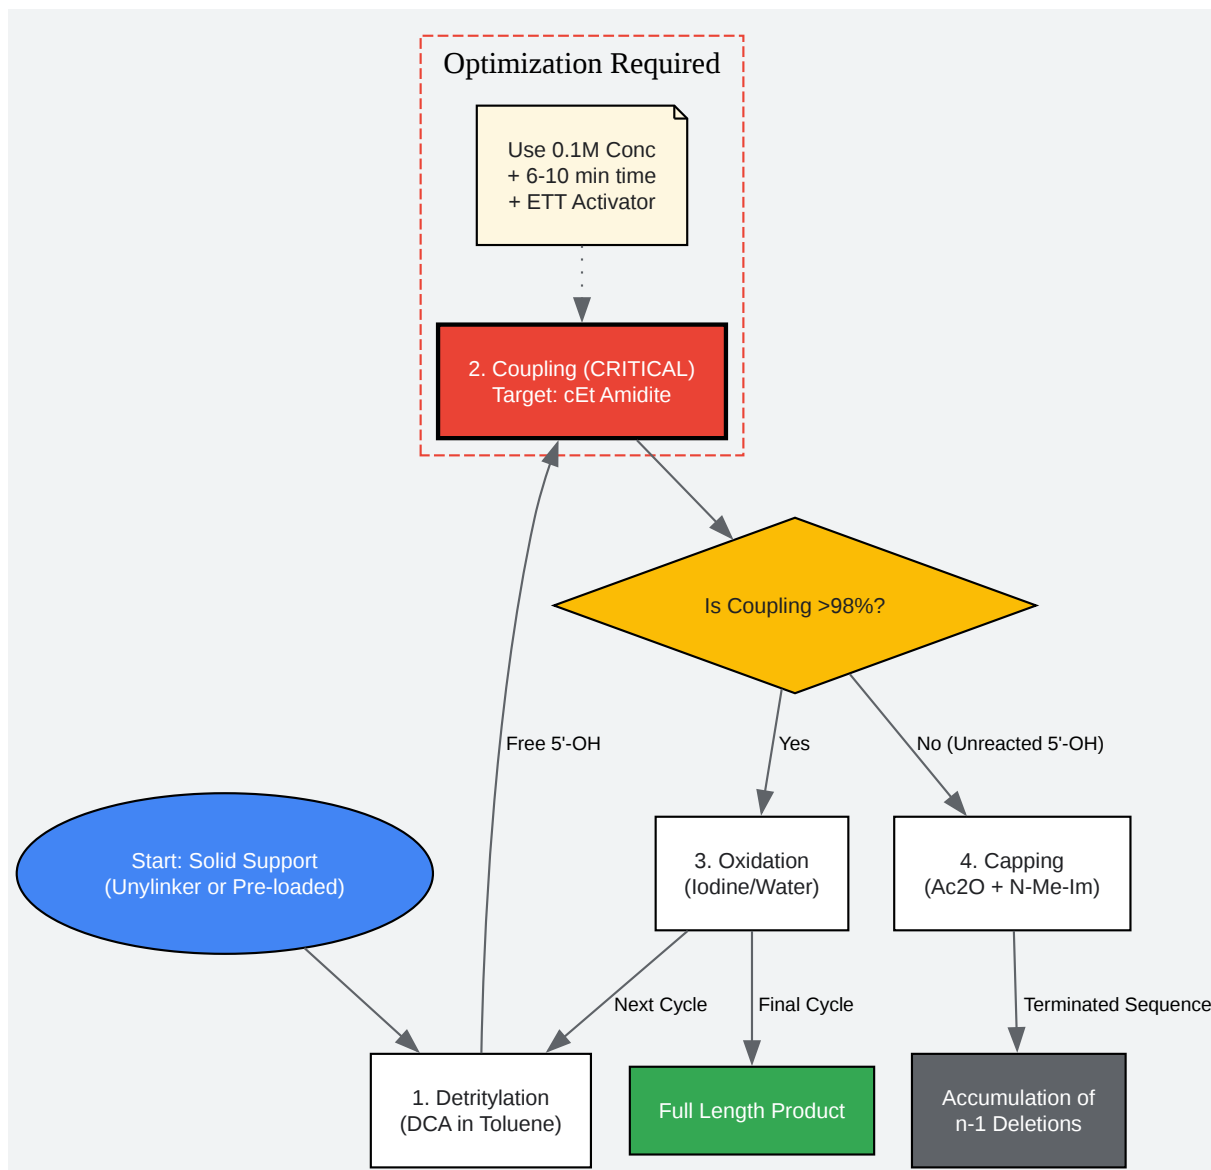 Optimization Required
Use 0.1M Conc
+ 6-10 min time
+ ETT Activator
2. Coupling (CRITICAL)
Target: cEt Amidite
Is Coupling >98%?
Free 5'-OH
Yes
No (Unreacted 5'-OH)
Start: Solid Support
(Unylinker or Pre-loaded)
3. Oxidation
(Iodine/Water)
4. Capping
(Ac2O + N-Me-Im)
Next Cycle
Final Cycle
Terminated Sequence
1. Detritylation
(DCA in Toluene)
Full Length Product
Accumulation of
n-1 Deletions